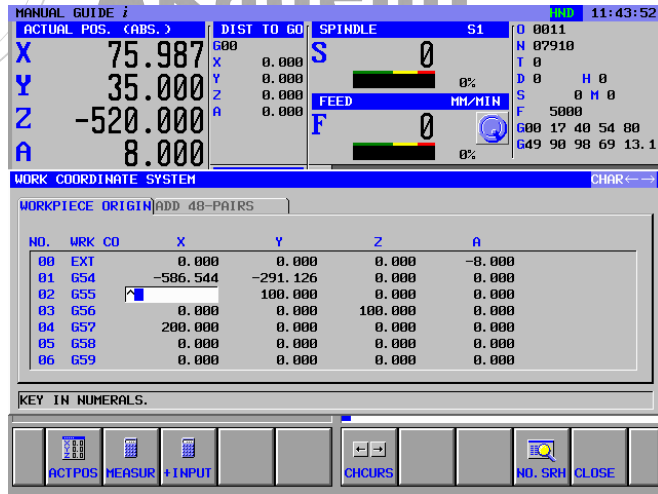 MANUAL GUIDE i HND 11:43:52
ACTUAL POS. (ABS.) DIST TO GO SPINDLE S1 O 0011
X 75.987 G00 X 0.000 S 0 N 07910
T 0
Y 35.000 Y 0.000 0% D 0 H 0
Z 0.000 FEED MM/MIN S 0 M 0
Z -520.000 A 0.000 F 0 F 5000
G00 17 40 54 80
A 8.000 0% G49 90 98 69 13.1
WORK COORDINATE SYSTEM CHAR←→
WORKPIECE ORIGIN ADD 48-PAIRS
NO. WRK CO X Y Z A
00 EXT 0.000 0.000 0.000 -8.000
01 G54 -586.544 -291.126 0.000 0.000
02 G55 ^ 100.000 0.000 0.000
03 G56 0.000 0.000 100.000 0.000
04 G57 200.000 0.000 0.000 0.000
05 G58 0.000 0.000 0.000 0.000
06 G59 0.000 0.000 0.000 0.000
KEY IN NUMERALS.
ACTPOS MEASUR +INPUT ←→ CHCURS NO.SRH CLOSE